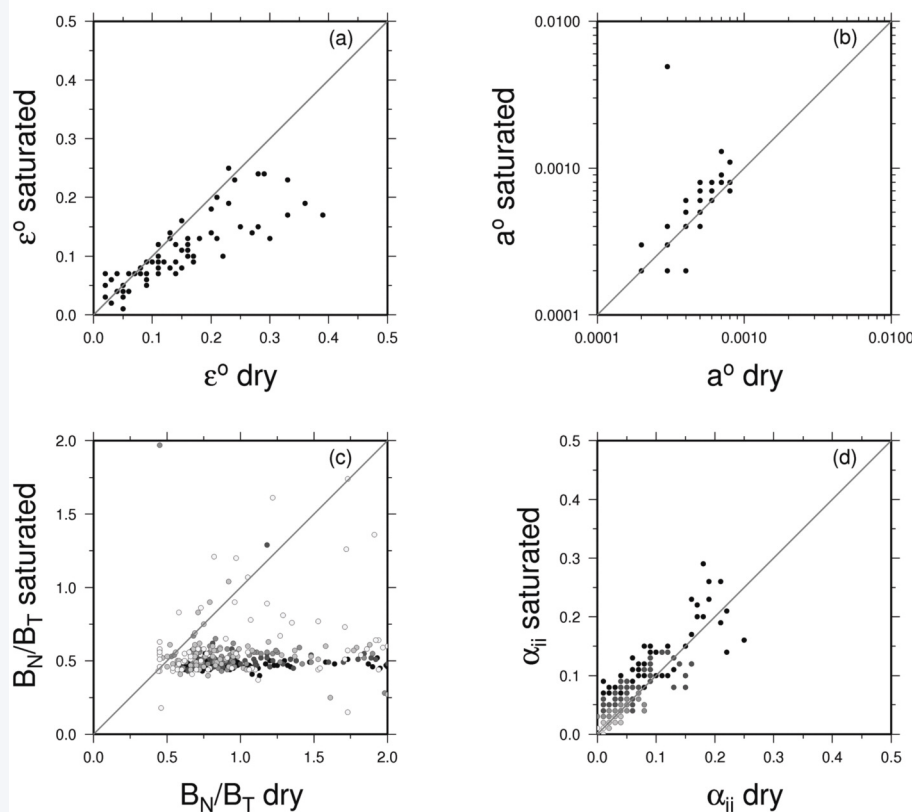 (a)
0.5
0.4
0.3
0.2
0.1
0.0
0.0 0.1 0.2 0.3 0.4 0.5
ε° saturated
ε° dry
(b)
0.0100
0.0010
0.0001
0.0001 0.0010 0.0100
a° saturated
a° dry
(c)
2.0
1.5
1.0
0.5
0.0
0.0 0.5 1.0 1.5 2.0
B_N/B_T saturated
B_N/B_T dry
(d)
0.5
0.4
0.3
0.2
0.1
0.0
0.0 0.1 0.2 0.3 0.4 0.5
α_ii saturated
α_ii dry